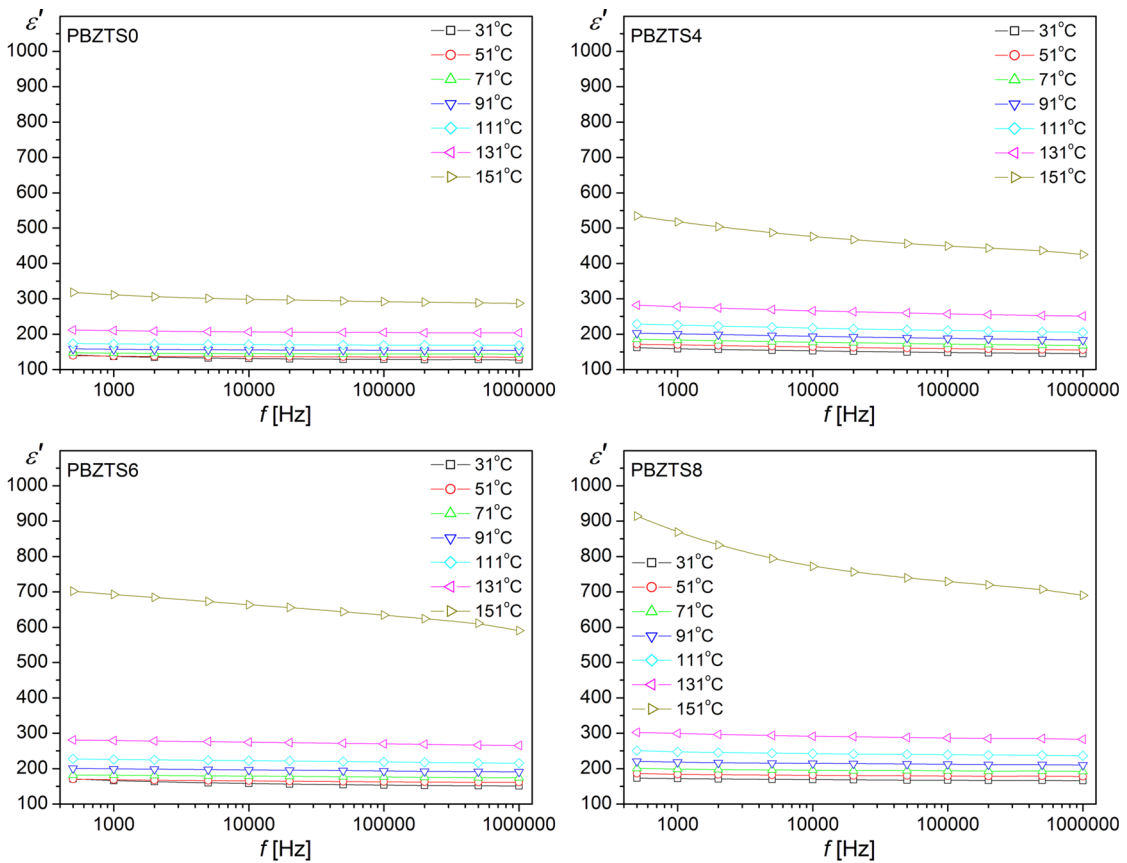 ε'
PBZTS0
31°C
51°C
71°C
91°C
111°C
131°C
151°C
1000
900
800
700
600
500
400
300
200
100
1000
10000
100000
1000000
f [Hz]
ε'
PBZTS4
31°C
51°C
71°C
91°C
111°C
131°C
151°C
1000
900
800
700
600
500
400
300
200
100
1000
10000
100000
1000000
f [Hz]
ε'
PBZTS6
31°C
51°C
71°C
91°C
111°C
131°C
151°C
1000
900
800
700
600
500
400
300
200
100
1000
10000
100000
1000000
f [Hz]
ε'
PBZTS8
31°C
51°C
71°C
91°C
111°C
131°C
151°C
1000
900
800
700
600
500
400
300
200
100
1000
10000
100000
1000000
f [Hz]